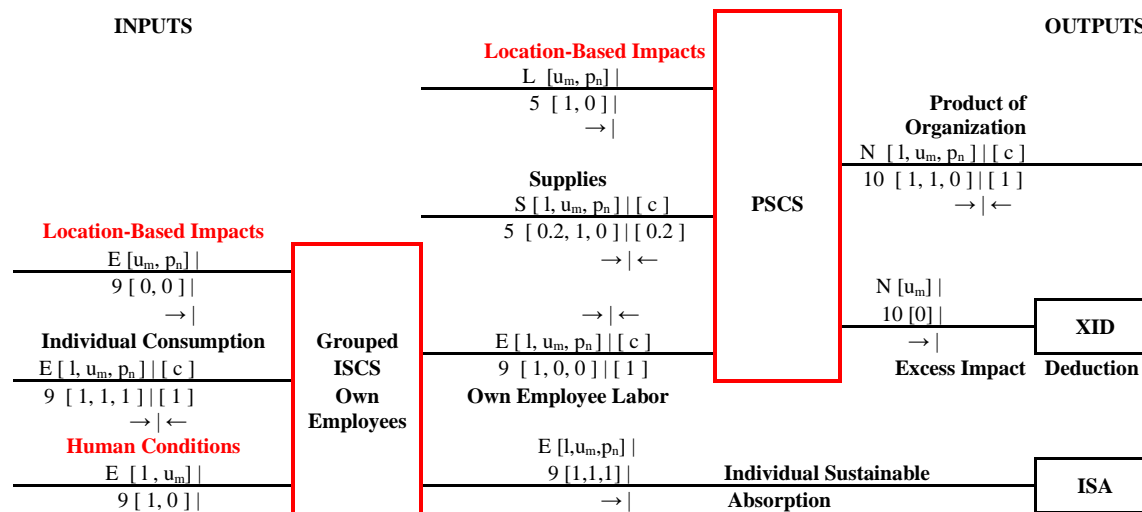 INPUTS
OUTPUTS
Location-Based Impacts
L [uₘ, pₙ] |
5 [ 1, 0 ] |
→ |
Product of
Organization
N [ l, uₘ, pₙ ] | [ c ]
10 [ 1, 1, 0 ] | [ 1 ]
→ | ←
Supplies
S [ l, uₘ, pₙ ] | [ c ]
5 [ 0.2, 1, 0 ] | [ 0.2 ]
→ | ←
PSCS
Location-Based Impacts
E [uₘ, pₙ] |
9 [ 0, 0 ] |
→ |
Individual Consumption
E [ l, uₘ, pₙ ] | [ c ]
9 [ 1, 1, 1 ] | [ 1 ]
→ | ←
Human Conditions
E [ l , uₘ ] |
9 [ 1, 0 ] |
Grouped
ISCS
Own
Employees
→ | ←
E [ l, uₘ, pₙ ] | [ c ]
9 [ 1, 0, 0 ] | [ 1 ]
Own Employee Labor
N [uₘ] |
10 [0] |
→ |
Excess Impact
XID
Deduction
E [l,uₘ,pₙ] |
9 [1,1,1] |
→ |
Individual Sustainable
Absorption
ISA